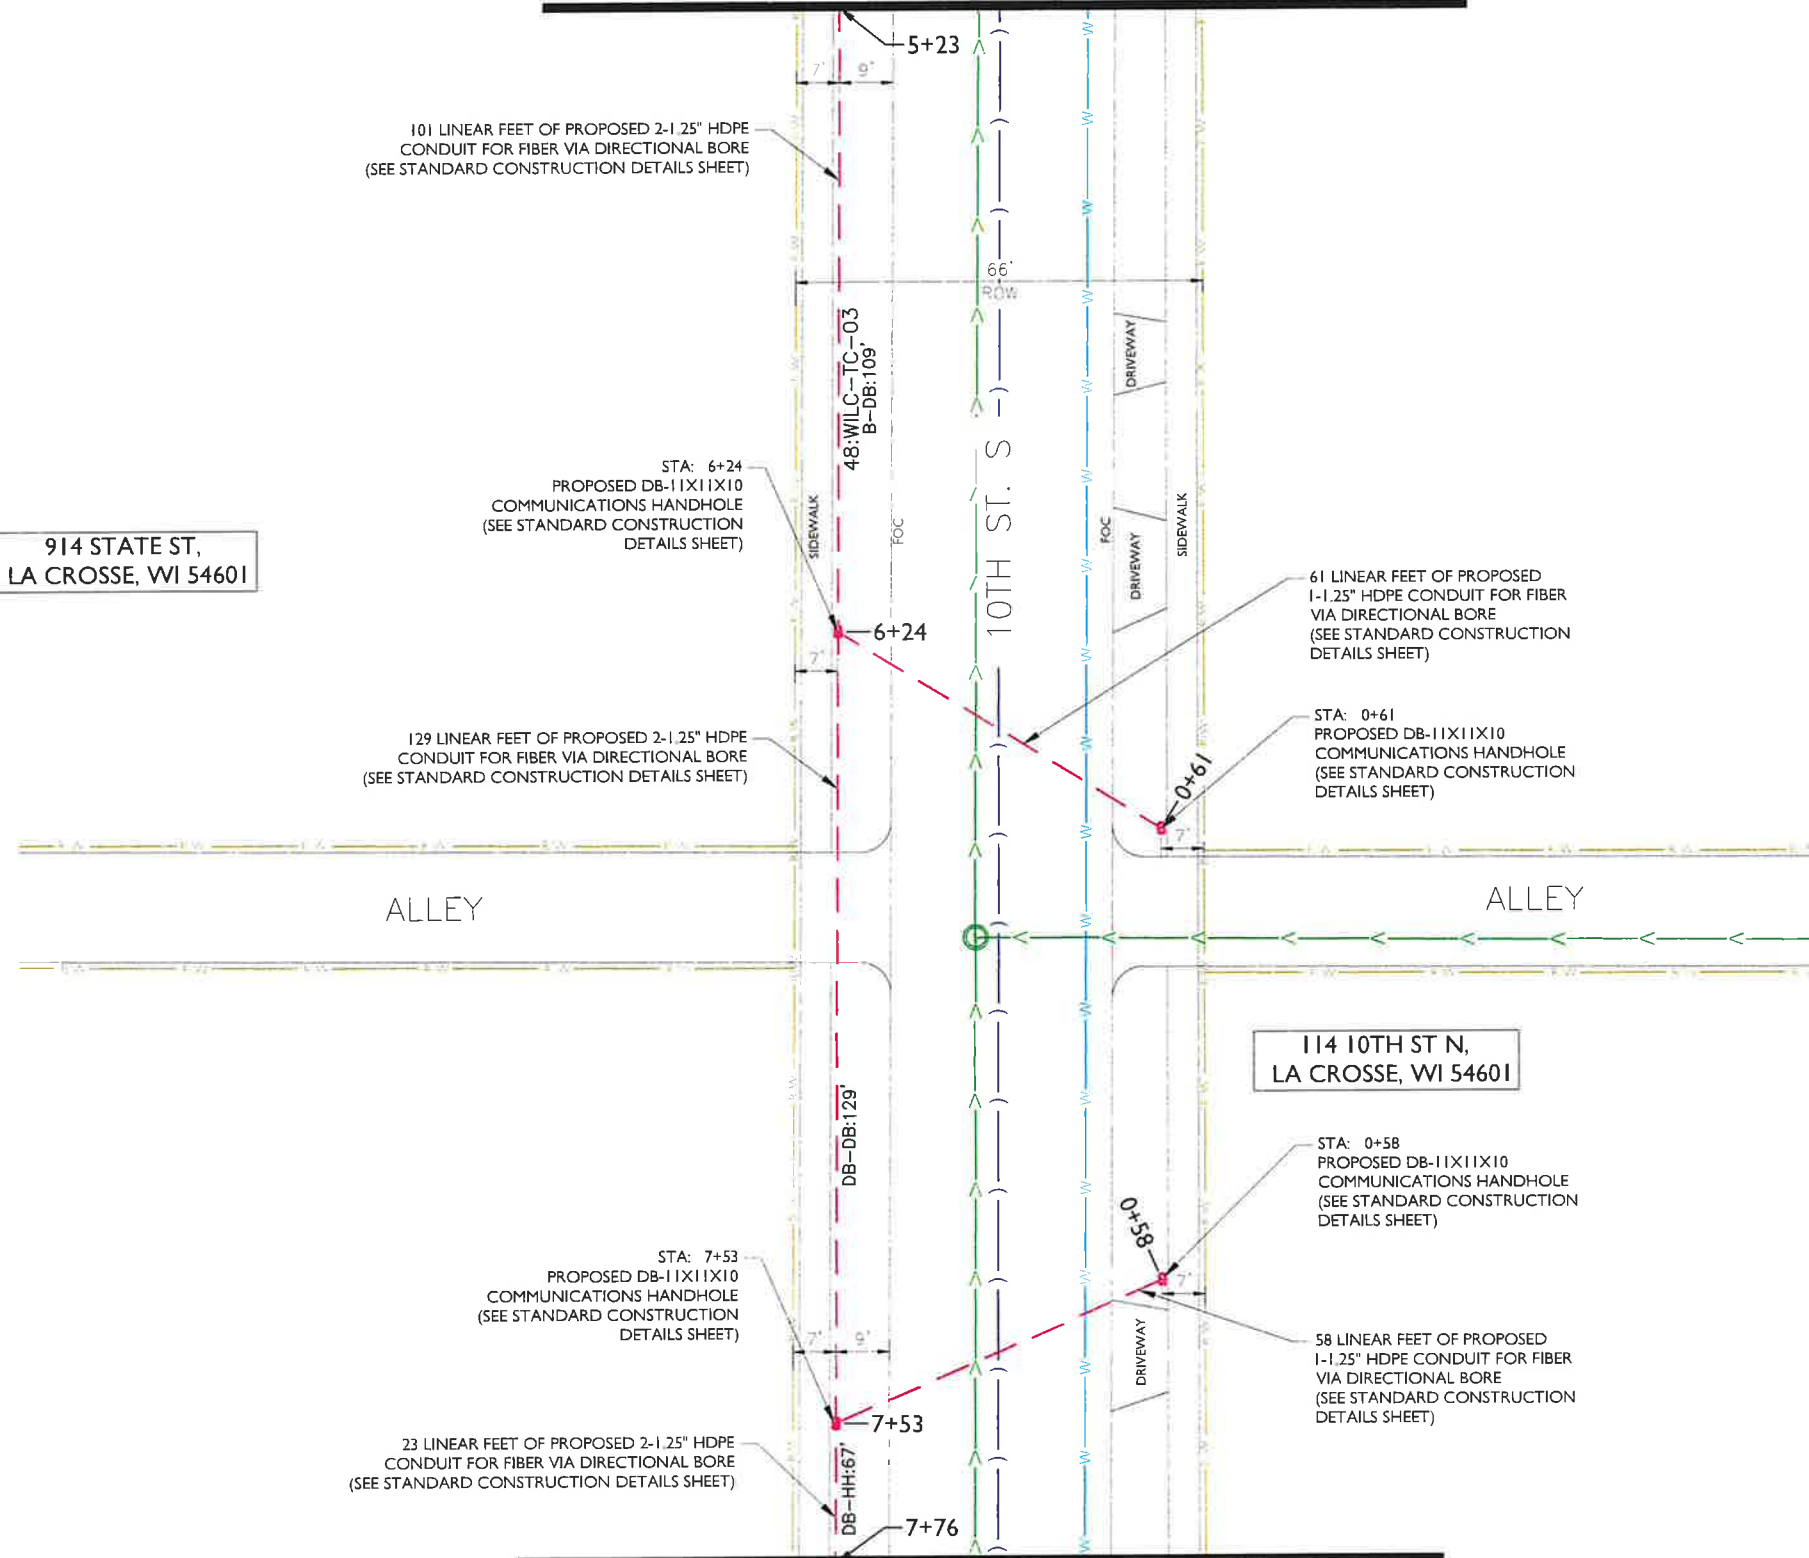 5+23
7'
9'
101 LINEAR FEET OF PROPOSED 2-1.25" HDPE
CONDUIT FOR FIBER VIA DIRECTIONAL BORE
(SEE STANDARD CONSTRUCTION DETAILS SHEET)
66'
ROW
48:WILC-TC-03
B-DB:109'
DRIVEWAY
STA: 6+24
PROPOSED DB-11X11X10
COMMUNICATIONS HANDHOLE
(SEE STANDARD CONSTRUCTION
DETAILS SHEET)
SIDEWALK
FOC
10TH ST. S
FOC
DRIVEWAY
SIDEWALK
914 STATE ST,
LA CROSSE, WI 54601
6+24
7'
61 LINEAR FEET OF PROPOSED
1-1.25" HDPE CONDUIT FOR FIBER
VIA DIRECTIONAL BORE
(SEE STANDARD CONSTRUCTION
DETAILS SHEET)
129 LINEAR FEET OF PROPOSED 2-1.25" HDPE
CONDUIT FOR FIBER VIA DIRECTIONAL BORE
(SEE STANDARD CONSTRUCTION DETAILS SHEET)
STA: 0+61
PROPOSED DB-11X11X10
COMMUNICATIONS HANDHOLE
(SEE STANDARD CONSTRUCTION
DETAILS SHEET)
0+61
7'
ALLEY
ALLEY
114 10TH ST N,
LA CROSSE, WI 54601
DB-DB:129'
STA: 0+58
PROPOSED DB-11X11X10
COMMUNICATIONS HANDHOLE
(SEE STANDARD CONSTRUCTION
DETAILS SHEET)
0+58
7'
STA: 7+53
PROPOSED DB-11X11X10
COMMUNICATIONS HANDHOLE
(SEE STANDARD CONSTRUCTION
DETAILS SHEET)
7'
9'
DRIVEWAY
58 LINEAR FEET OF PROPOSED
1-1.25" HDPE CONDUIT FOR FIBER
VIA DIRECTIONAL BORE
(SEE STANDARD CONSTRUCTION
DETAILS SHEET)
7+53
23 LINEAR FEET OF PROPOSED 2-1.25" HDPE
CONDUIT FOR FIBER VIA DIRECTIONAL BORE
(SEE STANDARD CONSTRUCTION DETAILS SHEET)
DB-HH:67'
7+76